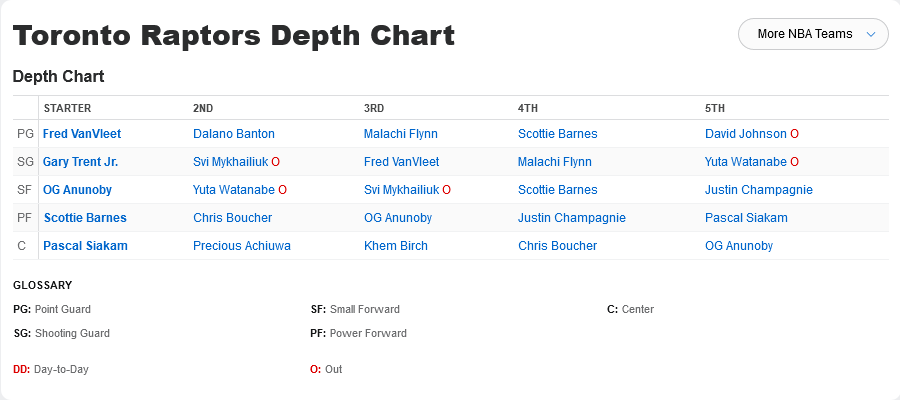 Toronto Raptors Depth Chart
More NBA Teams
Depth Chart
STARTER 2ND 3RD 4TH 5TH
PG Fred VanVleet Dalano Banton Malachi Flynn Scottie Barnes David Johnson O
SG Gary Trent Jr. Svi Mykhailiuk O Fred VanVleet Malachi Flynn Yuta Watanabe O
SF OG Anunoby Yuta Watanabe O Svi Mykhailiuk O Scottie Barnes Justin Champagnie
PF Scottie Barnes Chris Boucher OG Anunoby Justin Champagnie Pascal Siakam
C Pascal Siakam Precious Achiuwa Khem Birch Chris Boucher OG Anunoby
GLOSSARY
PG: Point Guard SF: Small Forward C: Center
SG: Shooting Guard PF: Power Forward
DD: Day-to-Day O: Out